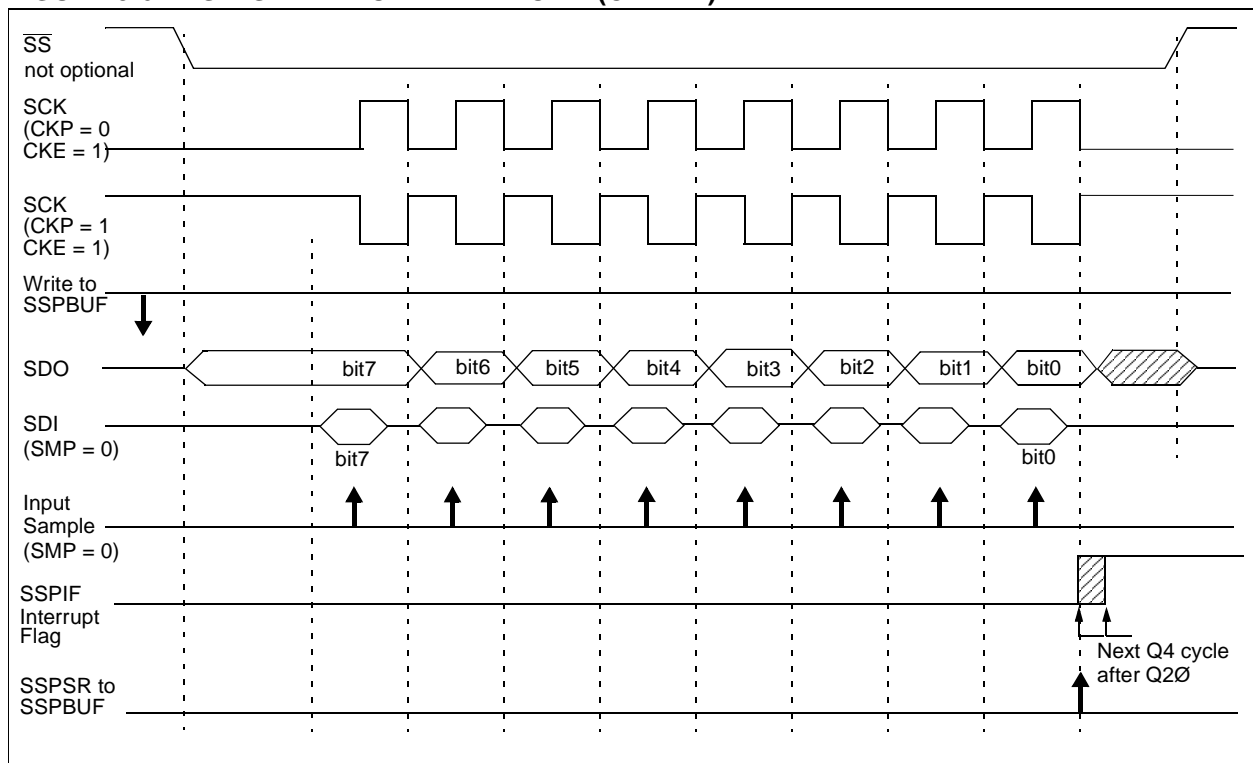 SS
not optional
SCK
(CKP = 0
CKE = 1)
SCK
(CKP = 1
CKE = 1)
Write to
SSPBUF
SDO
bit7 bit6 bit5 bit4 bit3 bit2 bit1 bit0
SDI
(SMP = 0)
bit7 bit0
Input
Sample
(SMP = 0)
SSPIF
Interrupt
Flag
Next Q4 cycle
after Q2Ø
SSPSR to
SSPBUF